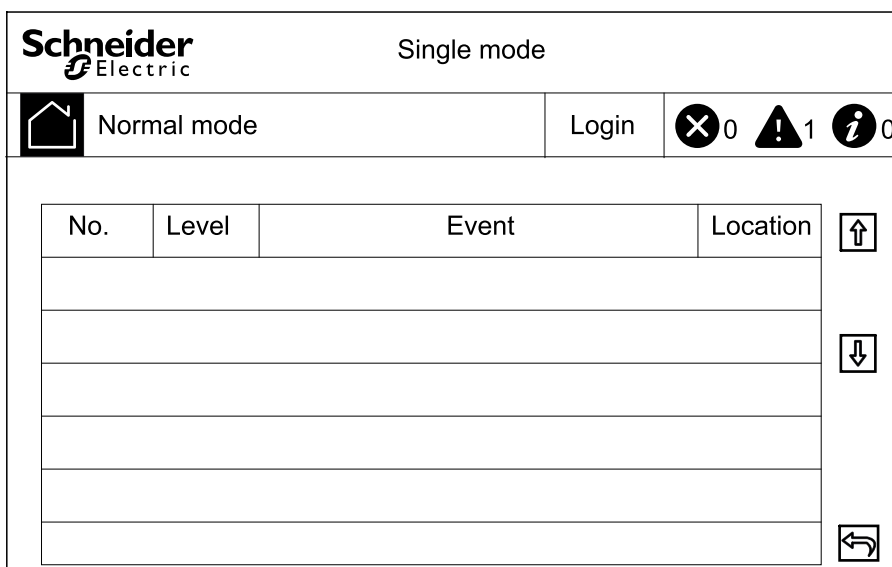 Schneider
Electric
Single mode
Normal mode
Login
0
1
0
No. Level Event Location